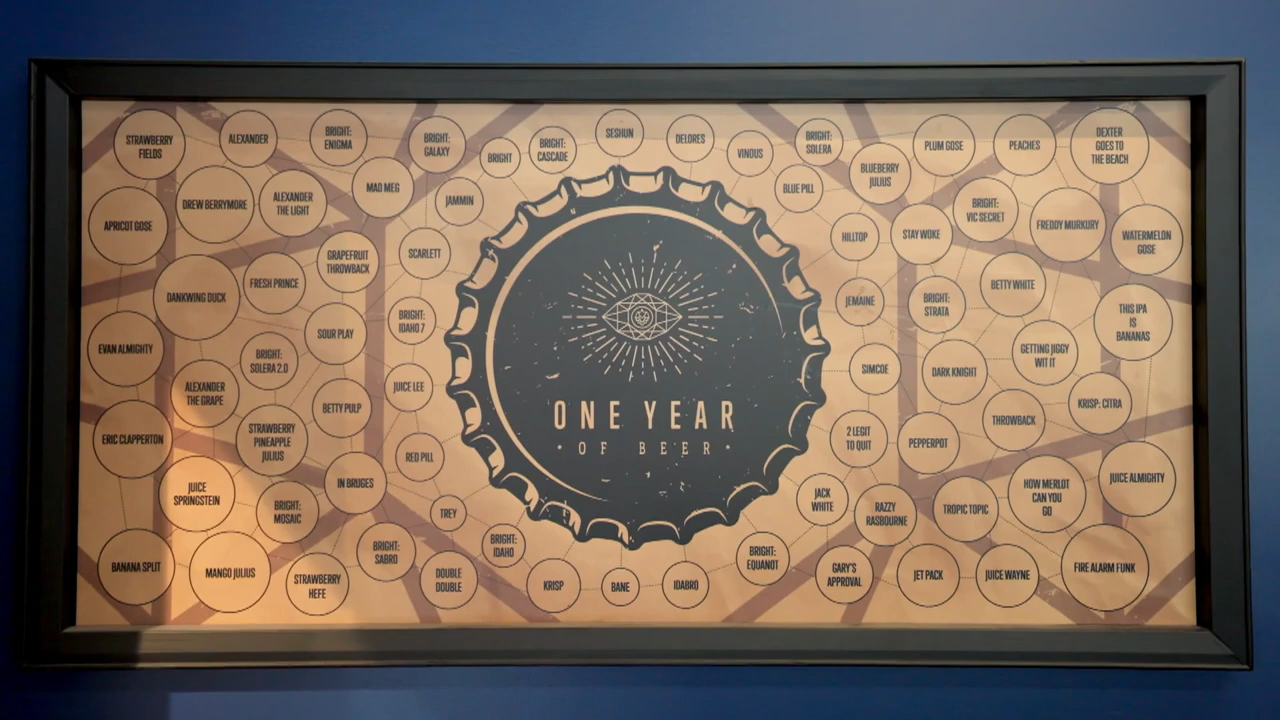 STRAWBERRY
FIELDS
ALEXANDER
BRIGHT:
ENIGMA
BRIGHT:
GALAXY
BRIGHT
BRIGHT:
CASCADE
SESHUN
DELORES
VINOUS
BRIGHT:
SOLERA
BLUEBERRY
JULIUS
PLUM GOSE
PEACHES
DEXTER
GOES TO
THE BEACH
APRICOT GOSE
DREW BERRYMORE
ALEXANDER
THE LIGHT
MAD MEG
JAMMIN
BLUE PILL
HILLTOP
STAY WOKE
BRIGHT:
VIC SECRET
FREDDY MURKURY
WATERMELON
GOSE
DANKWING DUCK
FRESH PRINCE
GRAPEFRUIT
THROWBACK
SCARLETT
JEMAINE
BRIGHT:
STRATA
BETTY WHITE
THIS IPA
IS
BANANAS
EVAN ALMIGHTY
BRIGHT:
SOLERA 2.0
SOUR PLAY
BRIGHT:
IDAHO 7
SIMCOE
DARK KNIGHT
GETTING JIGGY
WIT IT
ALEXANDER
THE GRAPE
BETTY PULP
JUICE LEE
ONE YEAR
• OF BEER •
2 LEGIT
TO QUIT
PEPPERPOT
THROWBACK
KRISP: CITRA
ERIC CLAPPERTON
STRAWBERRY
PINEAPPLE
JULIUS
RED PILL
JUICE
SPRINGSTEIN
BRIGHT:
MOSAIC
IN BRUGES
TREY
JACK
WHITE
RAZZY
RASBOURNE
TROPIC TOPIC
HOW MERLOT
CAN YOU
GO
JUICE ALMIGHTY
BANANA SPLIT
MANGO JULIUS
STRAWBERRY
HEFE
BRIGHT:
SABRO
DOUBLE
DOUBLE
BRIGHT:
IDAHO
KRISP
BANE
IDABRO
BRIGHT:
EQUANOT
GARY'S
APPROVAL
JET PACK
JUICE WAYNE
FIRE ALARM FUNK